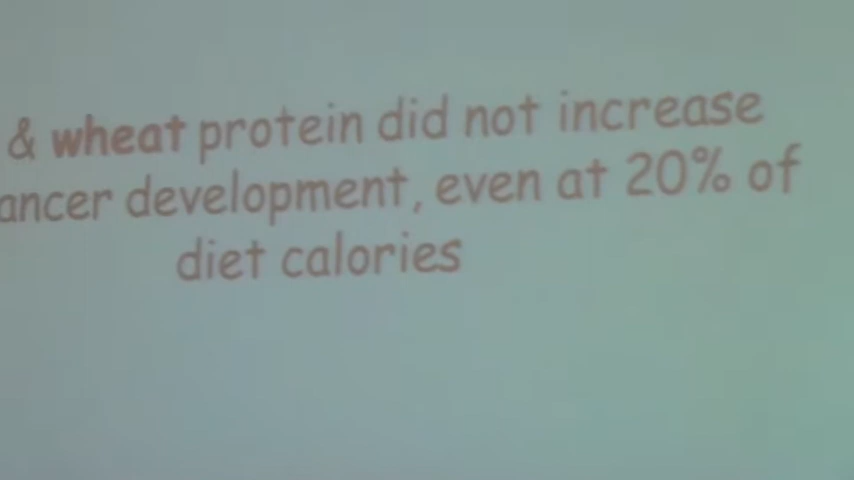 & wheat protein did not increase
ancer development, even at 20% of
diet calories